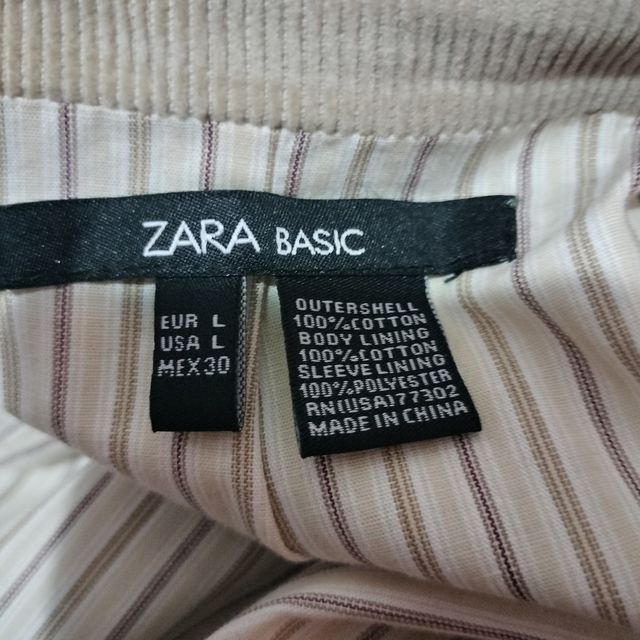 ZARA BASIC
EUR L
USA L
MEX 30
OUTERSHELL
100%COTTON
BODY LINING
100%COTTON
SLEEVE LINING
100%POLYESTER
RN(USA)77302
MADE IN CHINA